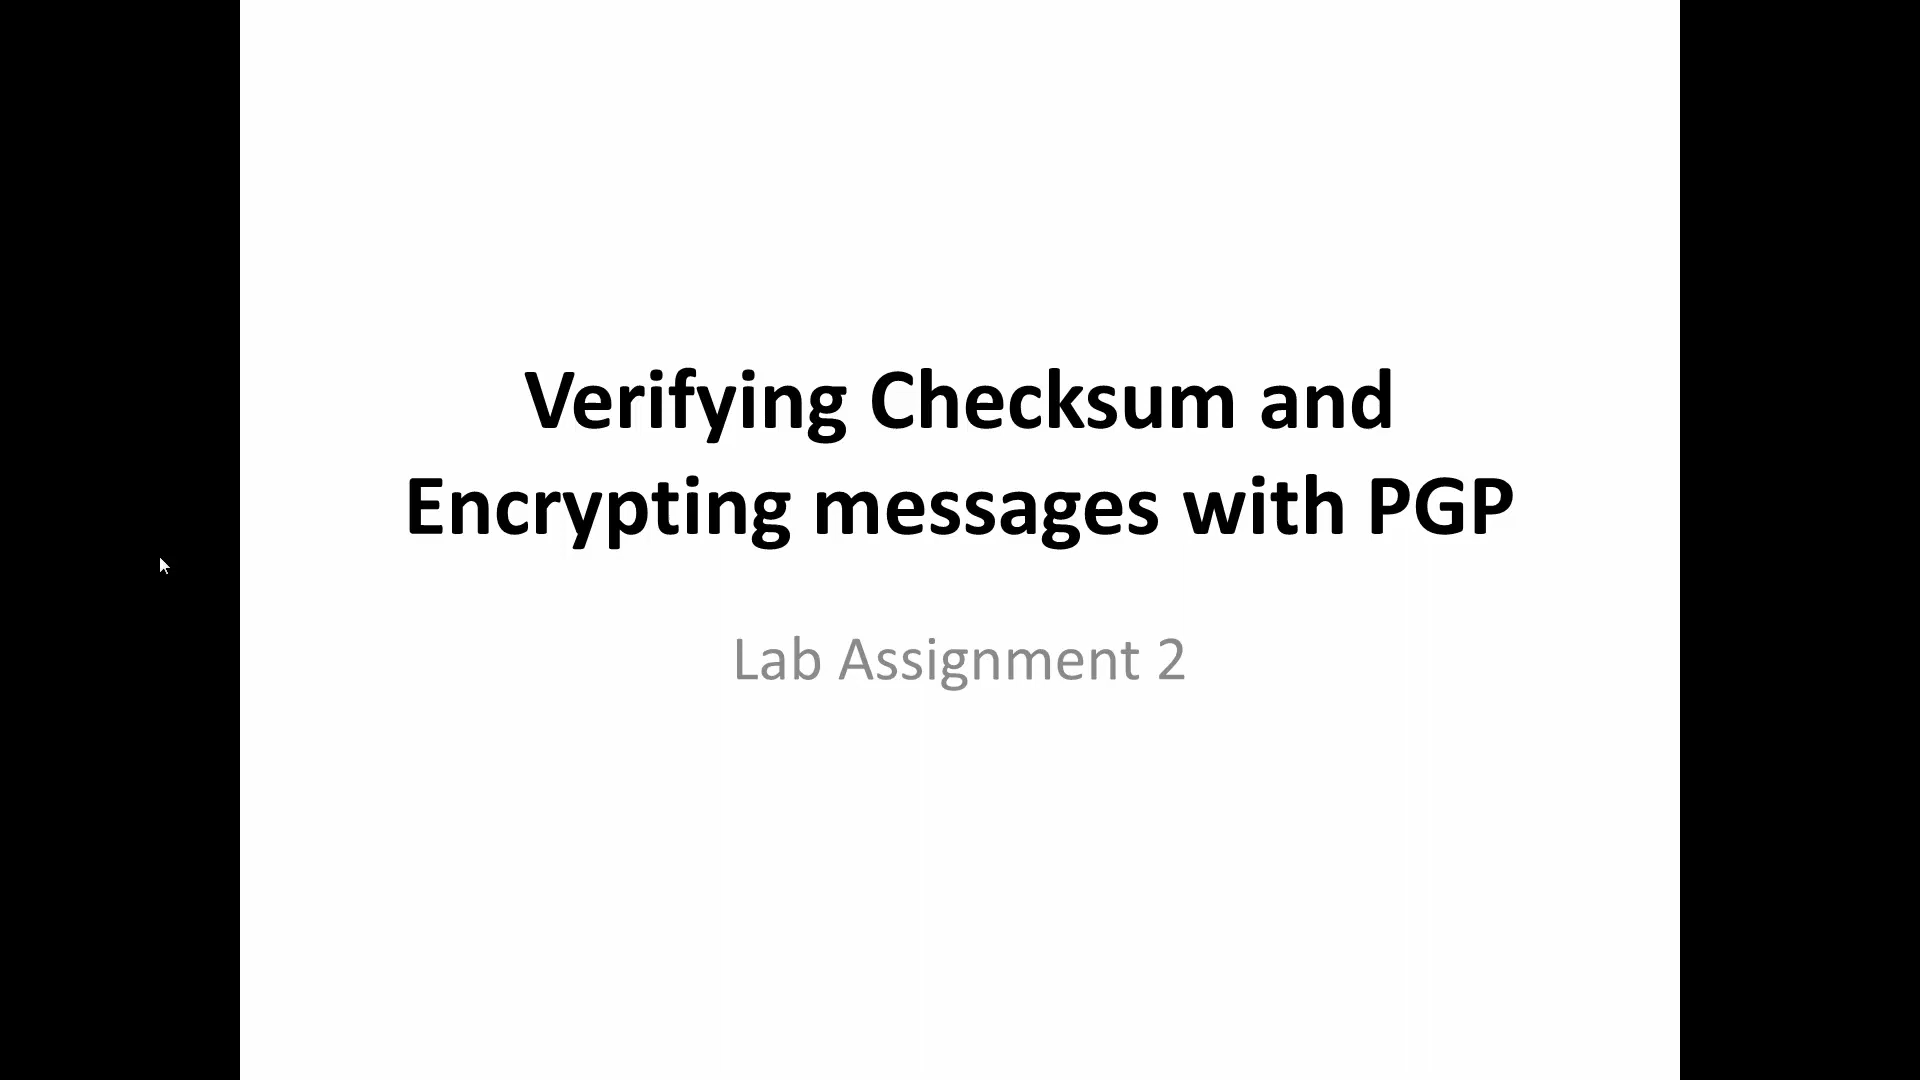 Verifying Checksum and
Encrypting messages with PGP
Lab Assignment 2